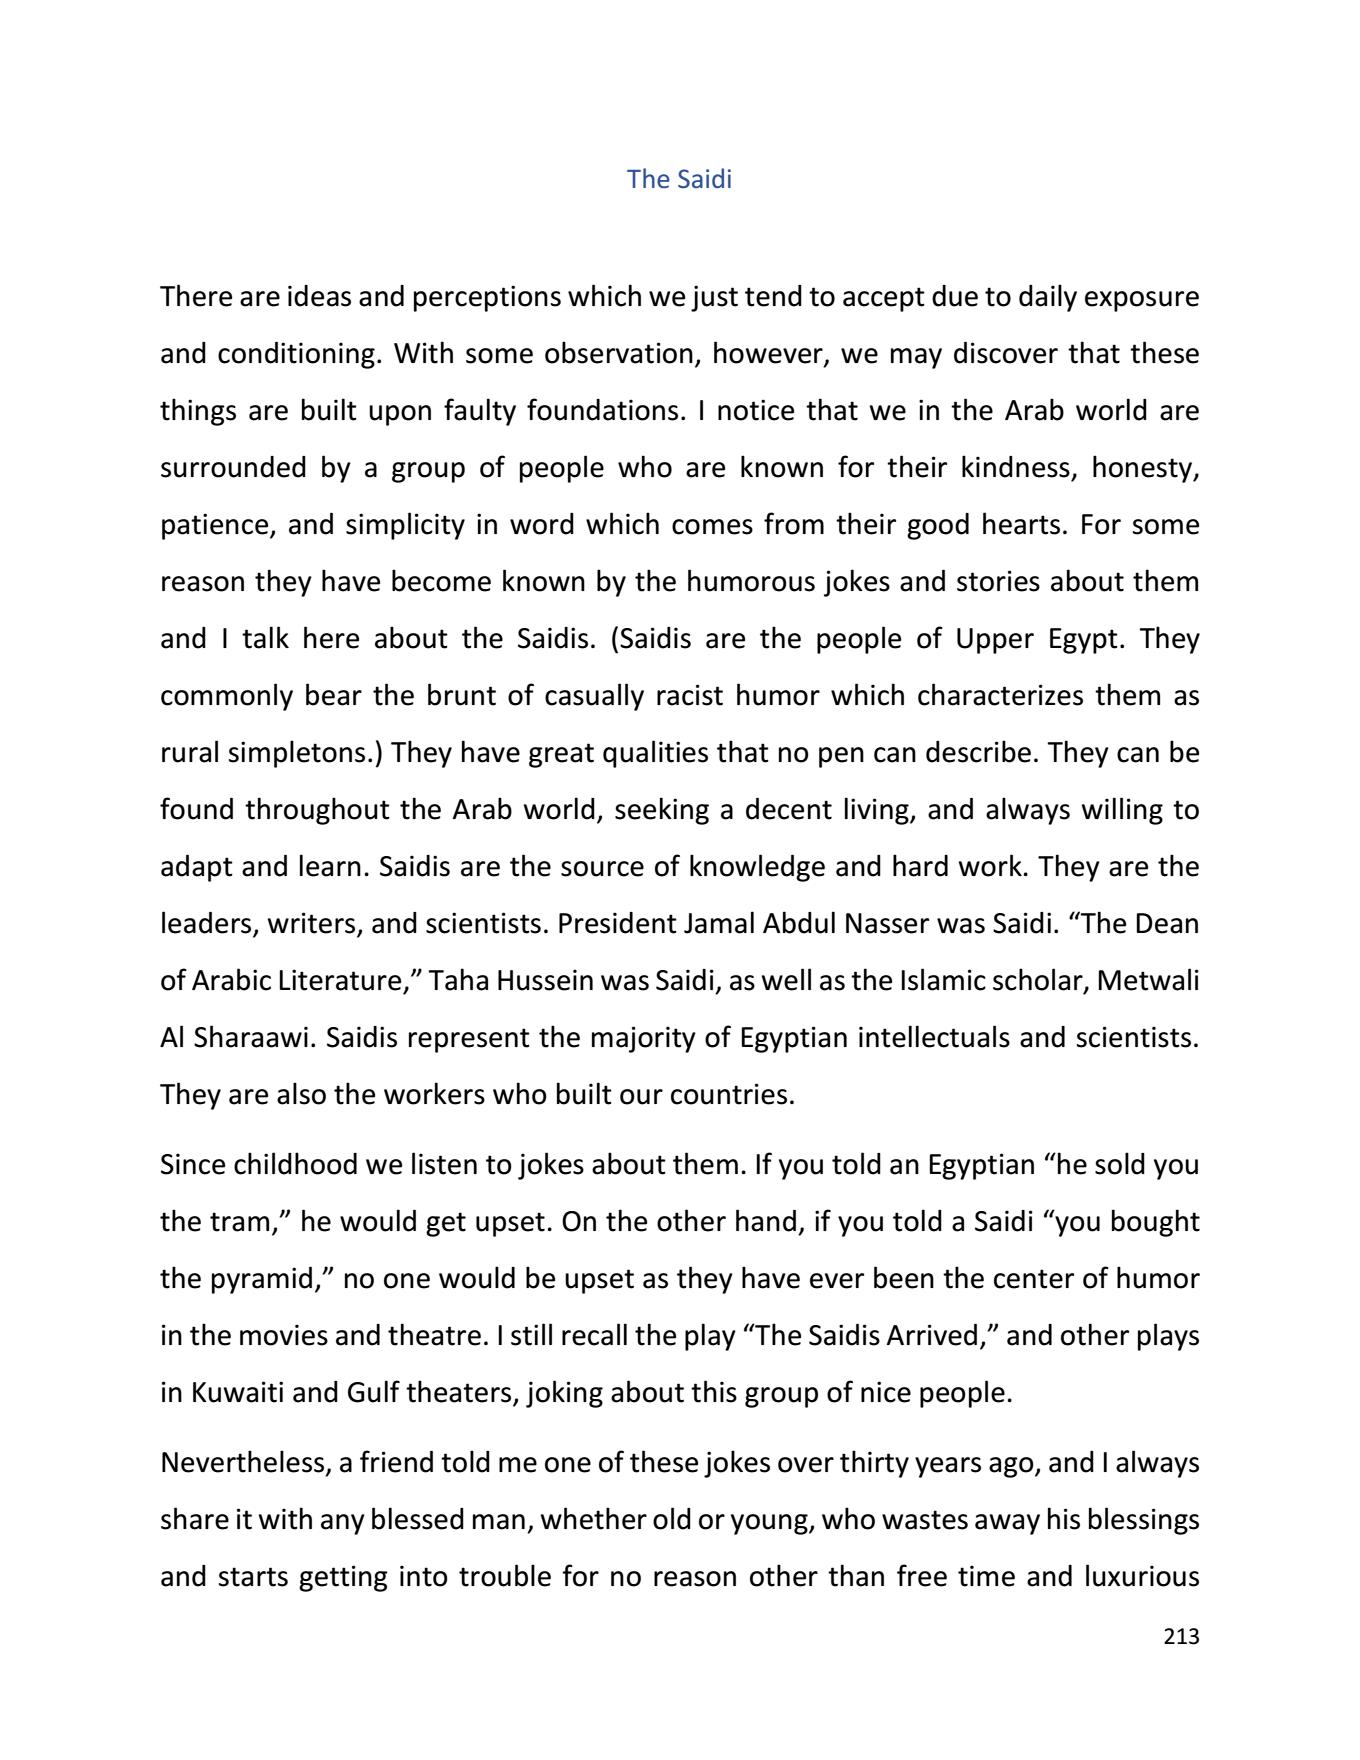 The Saidi
There are ideas and perceptions which we just tend to accept due to daily exposure
and conditioning. With some observation, however, we may discover that these
things are built upon faulty foundations. I notice that we in the Arab world are
surrounded by a group of people who are known for their kindness, honesty,
patience, and simplicity in word which comes from their good hearts. For some
reason they have become known by the humorous jokes and stories about them
and I talk here about the Saidis. (Saidis are the people of Upper Egypt. They
commonly bear the brunt of casually racist humor which characterizes them as
rural simpletons.) They have great qualities that no pen can describe. They can be
found throughout the Arab world, seeking a decent living, and always willing to
adapt and learn. Saidis are the source of knowledge and hard work. They are the
leaders, writers, and scientists. President Jamal Abdul Nasser was Saidi. “The Dean
of Arabic Literature,” Taha Hussein was Saidi, as well as the Islamic scholar, Metwali
Al Sharaawi. Saidis represent the majority of Egyptian intellectuals and scientists.
They are also the workers who built our countries.
Since childhood we listen to jokes about them. If you told an Egyptian “he sold you
the tram,” he would get upset. On the other hand, if you told a Saidi “you bought
the pyramid,” no one would be upset as they have ever been the center of humor
in the movies and theatre. I still recall the play “The Saidis Arrived,” and other plays
in Kuwaiti and Gulf theaters, joking about this group of nice people.
Nevertheless, a friend told me one of these jokes over thirty years ago, and I always
share it with any blessed man, whether old or young, who wastes away his blessings
and starts getting into trouble for no reason other than free time and luxurious
213